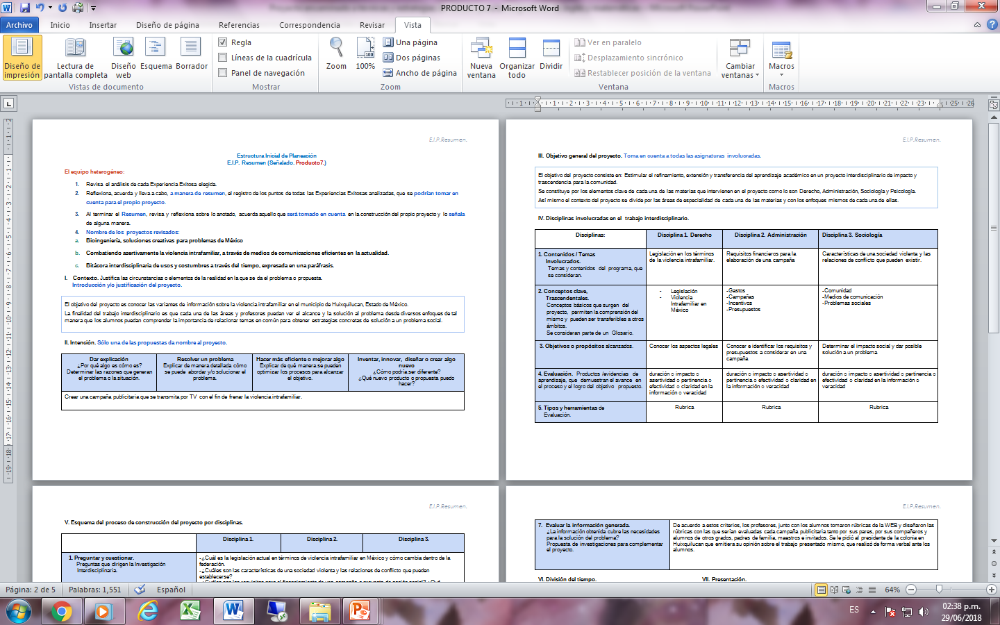 PRODUCTO 7 - Microsoft Word
Archivo Inicio Insertar Diseño de página Referencias Correspondencia Revisar Vista
Diseño de impresión
Lectura de pantalla completa
Diseño web
Esquema
Borrador
Vistas de documento
Regla
Líneas de la cuadrícula
Panel de navegación
Mostrar
Zoom
100%
Una página
Dos páginas
Ancho de página
Zoom
Nueva ventana
Organizar todo
Dividir
Ver en paralelo
Desplazamiento sincrónico
Restablecer posición de la ventana
Ventana
Cambiar ventanas
Macros
Macros
E.I.P.Resumen.
Estructura Inicial de Planeación
E.I.P. Resumen (Señalado. Producto7.)
El equipo heterogéneo:
1. Revisa el análisis de cada Experiencia Exitosa elegida.
2. Reflexiona, acuerda y lleva a cabo, a manera de resumen, el registro de los puntos de todas las Experiencias Exitosas analizadas, que se podrían tomar en
cuenta para el propio proyecto.
3. Al terminar el Resumen, revisa y reflexiona sobre lo anotado, acuerda aquello que será tomado en cuenta en la construcción del propio proyecto y lo señala
de alguna manera.
4. Nombre de los proyectos revisados:
a. Bioingeniería, soluciones creativas para problemas de México
b. Combatiendo asertivamente la violencia intrafamiliar, a través de medios de comunicaciones eficientes en la actualidad.
c. Bitácora interdisciplinaria de usos y costumbres a través del tiempo, expresada en una paráfrasis.
I. Contexto. Justifica las circunstancias o elementos de la realidad en la que se da el problema o propuesta.
Introducción y/o justificación del proyecto.
El objetivo del proyecto es conocer las variantes de información sobre la violencia intrafamiliar en el municipio de Huixquilucan, Estado de México.
La finalidad del trabajo interdisciplinario es que cada una de las áreas y profesores puedan ver el alcance y la solución al problema desde diversos enfoques de tal
manera que los alumnos puedan comprender la importancia de relacionar temas en común para obtener estrategias concretas de solución a un problema social.
II. Intención. Sólo una de las propuestas da nombre al proyecto.
Dar explicación
¿Por qué algo es cómo es?
Determinar las razones que generan
el problema o la situación.
Resolver un problema
Explicar de manera detallada cómo
se puede abordar y/o solucionar el
problema.
Hacer más eficiente o mejorar algo
Explicar de qué manera se pueden
optimizar los procesos para alcanzar
el objetivo.
Inventar, innovar, diseñar o crear algo
nuevo
¿Cómo podría ser diferente?
¿Qué nuevo producto o propuesta puedo
hacer?
Crear una campaña publicitaria que se transmita por TV con el fin de frenar la violencia intrafamiliar.
E.I.P.Resumen.
III. Objetivo general del proyecto. Toma en cuenta a todas las asignaturas involucradas.
El objetivo del proyecto consiste en: Estimular el refinamiento, extensión y transferencia del aprendizaje académico en un proyecto interdisciplinario de impacto y
trascendencia para la comunidad.
Se constituye por los elementos clave de cada una de las materias que intervienen en el proyecto como lo son Derecho, Administración, Sociología y Psicología.
Así mismo el contexto del proyecto se divide por las áreas de especialidad de cada una de las materias y con los enfoques mismos de cada una de ellas.
IV. Disciplinas involucradas en el trabajo interdisciplinario.
Disciplinas: Disciplina 1. Derecho Disciplina 2. Administración Disciplina 3. Sociología
1. Contenidos / Temas
Involucrados.
Temas y contenidos del programa, que
se consideran.
Legislación en los términos
de la violencia intrafamiliar.
Requisitos financieros para la
elaboración de una campaña
Características de una sociedad violenta y las
relaciones de conflicto que pueden existir.
2. Conceptos clave,
Trascendentales.
Conceptos básicos que surgen del
proyecto, permiten la comprensión del
mismo y pueden ser transferibles a otros
ámbitos.
Se consideran parte de un Glosario.
- Legislación
- Violencia
Intrafamiliar en
México
-Gastos
-Campañas
-Incentivos
-Presupuestos
-Comunidad
-Medios de comunicación
-Problemas sociales
3. Objetivos o propósitos alcanzados.
Conocer los aspectos legales
Conocer e identificar los requisitos y
presupuestos a considerar en una
campaña
Determinar el impacto social y dar posible
solución a un problema
4. Evaluación. Productos /evidencias de
aprendizaje, que demuestran el avance en
el proceso y el logro del objetivo propuesto.
duración o impacto o
asertividad o pertinencia o
efectividad o claridad en la
información o veracidad
duración o impacto o asertividad o
pertinencia o efectividad o claridad en
la información o veracidad
duración o impacto o asertividad o pertinencia o
efectividad o claridad en la información o
veracidad
5. Tipos y herramientas de
Evaluación.
Rubrica Rubrica Rubrica
E.I.P.Resumen.
V. Esquema del proceso de construcción del proyecto por disciplinas.
Disciplina 1. Disciplina 2. Disciplina 3.
1. Preguntar y cuestionar.
Preguntas que dirigen la Investigación
Interdisciplinaria.
-¿Cuál es la legislación actual en términos de violencia intrafamiliar en México y cómo cambia dentro de la
federación.
-¿Cuáles son las características de una sociedad violenta y las relaciones de conflicto que pueden
establecerse?
E.I.P.Resumen.
7. Evaluar la información generada.
¿La información obtenida cubre las necesidades
para la solución del problema?
Propuesta de investigaciones para complementar
el proyecto.
De acuerdo a estos criterios, los profesores, junto con los alumnos tomaron rúbricas de la WEB y diseñaron las
rúbricas con las que serían evaluadas cada campaña publicitaria tanto por sus pares, por sus compañeros y
alumnos de otros grados, padres de familia, maestros e invitados. Se le pidió al presidente de la colonia en
Huixquilucan que emitiera su opinión sobre el trabajo presentado mismo, que realizó de forma verbal ante los
alumnos.
VI. División del tiempo. VII. Presentación.
Página: 2 de 5 Palabras: 1,551 Español 64%
ES 02:38 p.m.
29/06/2018